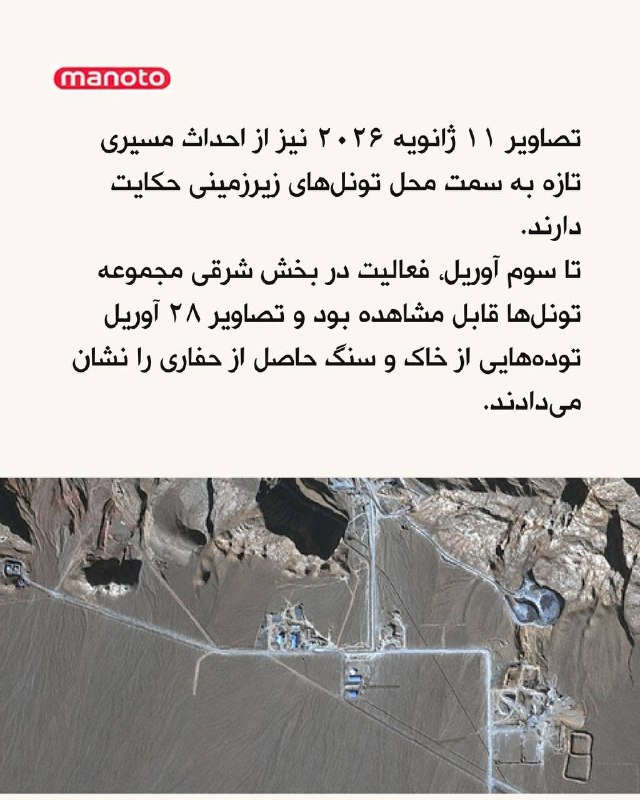 manoto
تصاویر ۱۱ ژانویه ۲۰۲۶ نیز از احداث مسیری
تازه به سمت محل تونل‌های زیرزمینی حکایت
دارند.
تا سوم آوریل، فعالیت در بخش شرقی مجموعه
تونل‌ها قابل مشاهده بود و تصاویر ۲۸ آوریل
توده‌هایی از خاک و سنگ حاصل از حفاری را نشان
می‌دادند.